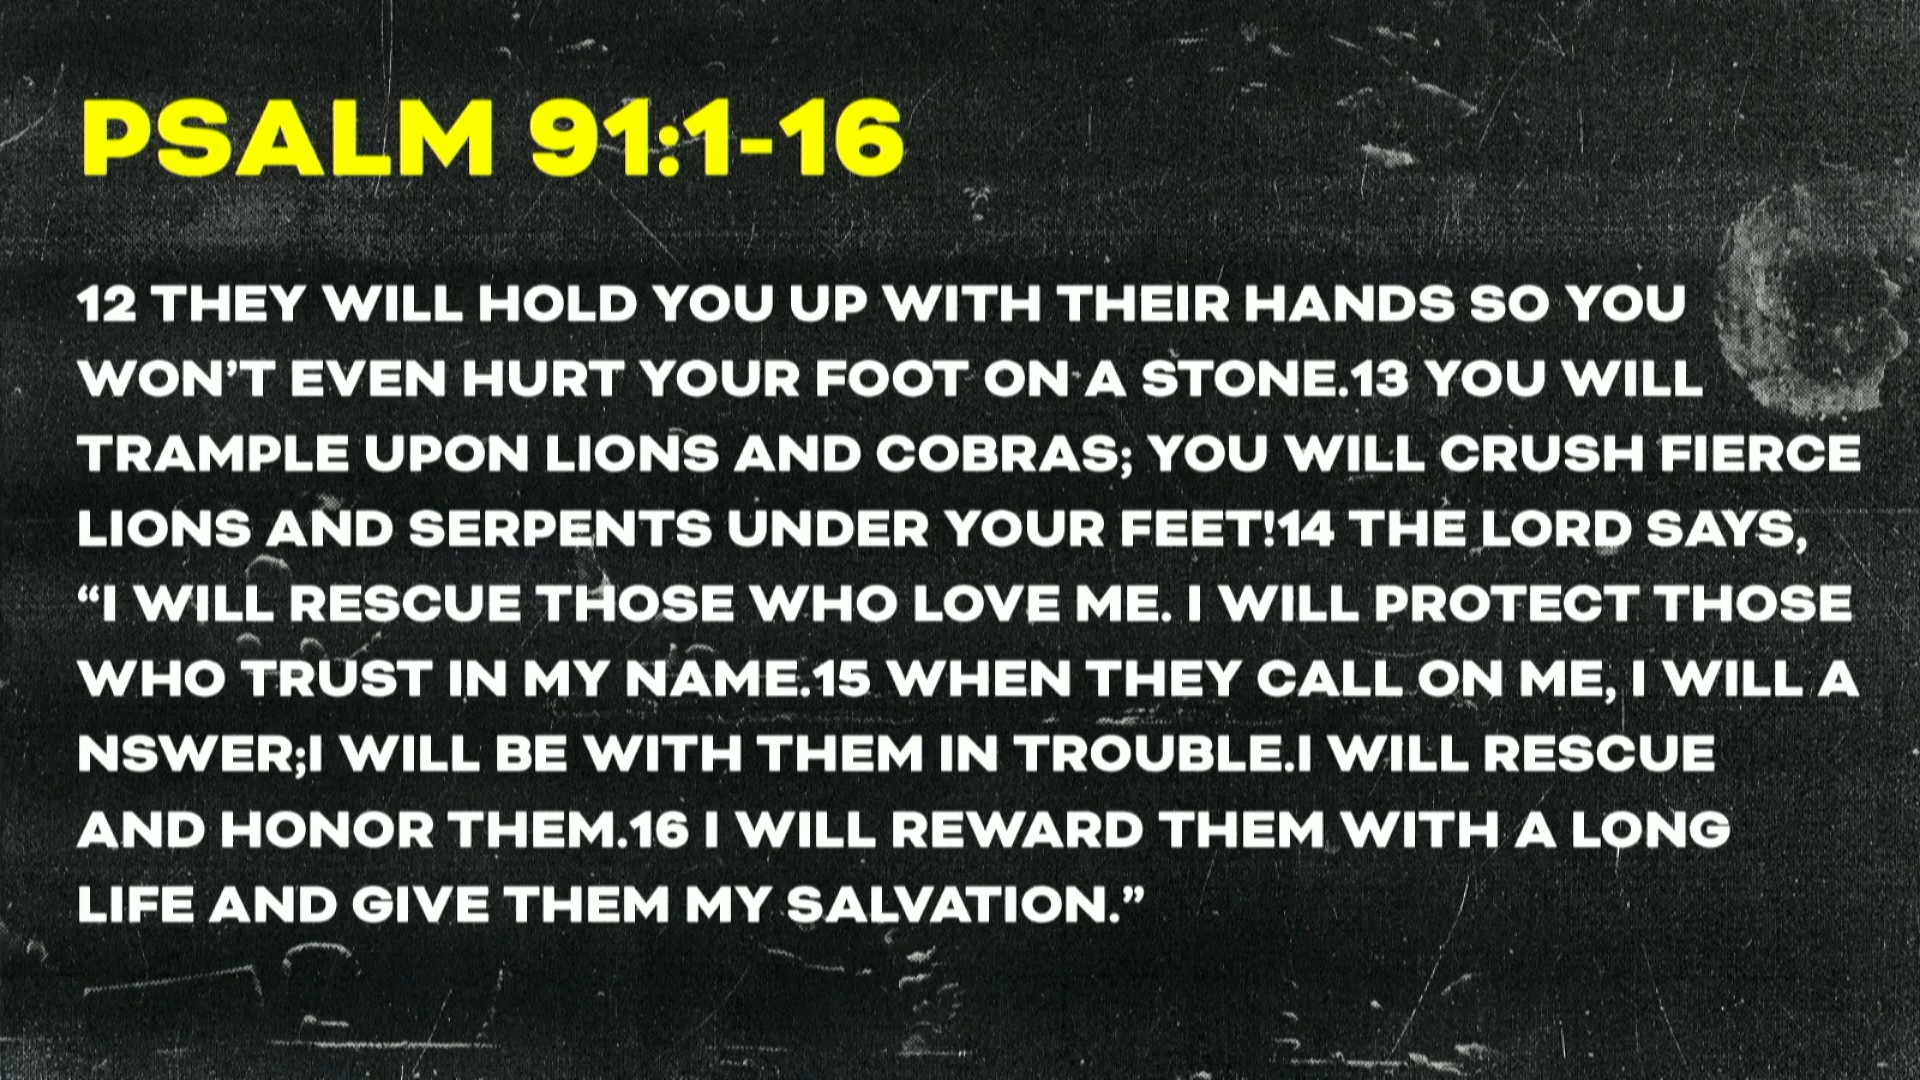 PSALM 91:1-16
12 THEY WILL HOLD YOU UP WITH THEIR HANDS SO YOU
WON’T EVEN HURT YOUR FOOT ON A STONE.13 YOU WILL
TRAMPLE UPON LIONS AND COBRAS; YOU WILL CRUSH FIERCE
LIONS AND SERPENTS UNDER YOUR FEET!14 THE LORD SAYS,
“I WILL RESCUE THOSE WHO LOVE ME. I WILL PROTECT THOSE
WHO TRUST IN MY NAME.15 WHEN THEY CALL ON ME, I WILL A
NSWER;I WILL BE WITH THEM IN TROUBLE.I WILL RESCUE
AND HONOR THEM.16 I WILL REWARD THEM WITH A LONG
LIFE AND GIVE THEM MY SALVATION.”